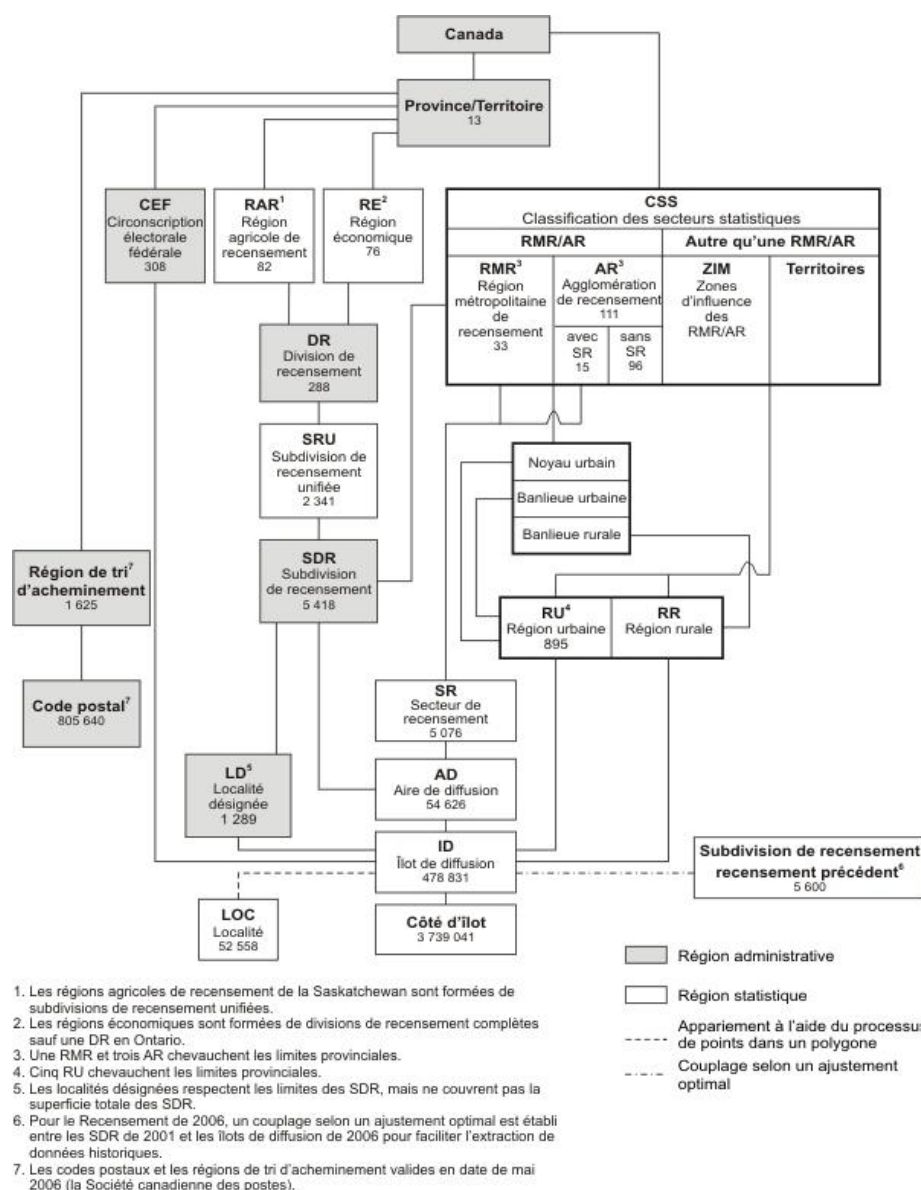 Canada
Province/Territoire
13
CEF
Circonscription
électorale
fédérale
308
RAR¹
Région
agricole de
recensement
82
RE²
Région
économique
76
CSS
Classification des secteurs statistiques
RMR/AR
Autre qu'une RMR/AR
RMR³
Région
métropolitaine
de
recensement
33
AR³
Agglomération
de recensement
111
avec
SR
15
sans
SR
96
ZIM
Zones
d'influence
des
RMR/AR
Territoires
DR
Division de
recensement
288
SRU
Subdivision de
recensement
unifiée
2 341
Noyau urbain
Banlieue urbaine
Banlieue rurale
Région de tri⁷
d'acheminement
1 625
SDR
Subdivision
de recensement
5 418
RU⁴
Région urbaine
895
RR
Région rurale
Code postal⁷
805 640
SR
Secteur de
recensement
5 076
LD⁵
Localité
désignée
1 289
AD
Aire de diffusion
54 626
ID
Îlot de diffusion
478 831
Subdivision de recensement
recensement précédent⁶
5 600
LOC
Localité
52 558
Côté d'îlot
3 739 041
Région administrative
Région statistique
Appariement à l'aide du processus
de points dans un polygone
Couplage selon un ajustement
optimal
1. Les régions agricoles de recensement de la Saskatchewan sont formées de
subdivisions de recensement unifiées.
2. Les régions économiques sont formées de divisions de recensement complètes
sauf une DR en Ontario.
3. Une RMR et trois AR chevauchent les limites provinciales.
4. Cinq RU chevauchent les limites provinciales.
5. Les localités désignées respectent les limites des SDR, mais ne couvrent pas la
superficie totale des SDR.
6. Pour le Recensement de 2006, un couplage selon un ajustement optimal est établi
entre les SDR de 2001 et les îlots de diffusion de 2006 pour faciliter l'extraction de
données historiques.
7. Les codes postaux et les régions de tri d'acheminement valides en date de mai
2006 (la Société canadienne des postes).